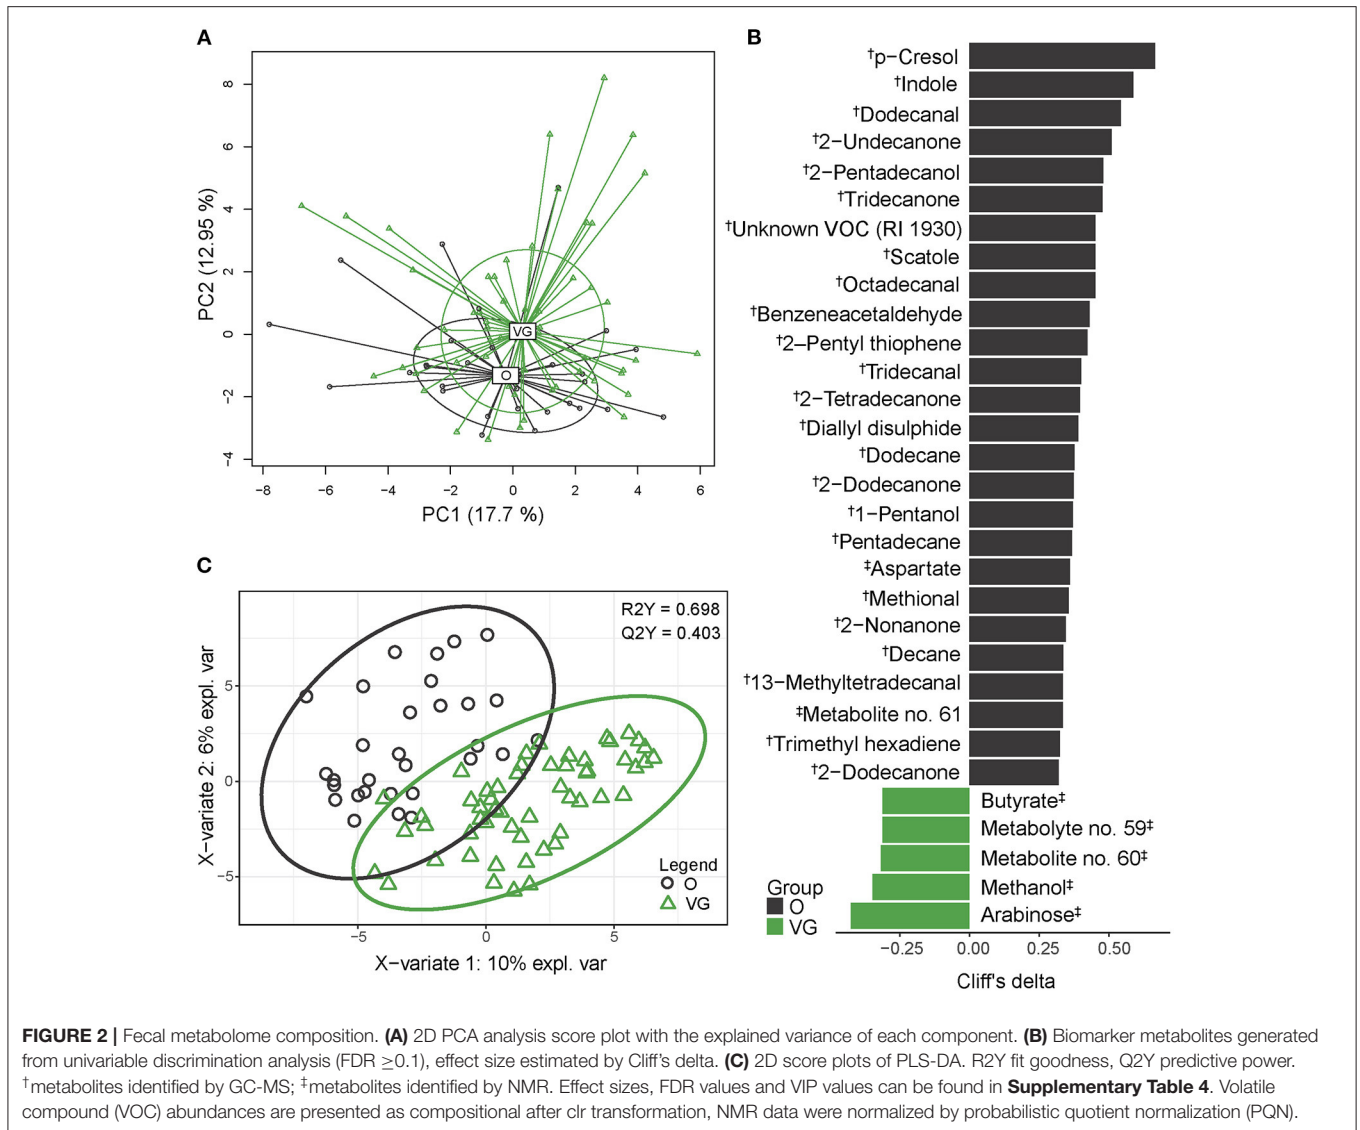 A
PC2 (12.95 %)
8
6
4
2
0
−2
−4
VG
O
−8 −6 −4 −2 0 2 4 6
PC1 (17.7 %)
B
†p−Cresol
†Indole
†Dodecanal
†2−Undecanone
†2−Pentadecanol
†Tridecanone
†Unknown VOC (RI 1930)
†Scatole
†Octadecanal
†Benzeneacetaldehyde
†2–Pentyl thiophene
†Tridecanal
†2−Tetradecanone
†Diallyl disulphide
†Dodecane
†2−Dodecanone
†1−Pentanol
†Pentadecane
‡Aspartate
†Methional
†2−Nonanone
†Decane
†13−Methyltetradecanal
‡Metabolite no. 61
†Trimethyl hexadiene
†2−Dodecanone
Butyrate‡
Metabolyte no. 59‡
Metabolite no. 60‡
Methanol‡
Arabinose‡
Group
O
VG
−0.25 0.00 0.25 0.50
Cliff's delta
C
R2Y = 0.698
Q2Y = 0.403
X−variate 2: 6% expl. var
5
0
−5
Legend
O
VG
−5 0 5
X−variate 1: 10% expl. var
FIGURE 2 | Fecal metabolome composition. (A) 2D PCA analysis score plot with the explained variance of each component. (B) Biomarker metabolites generated
from univariable discrimination analysis (FDR ≥0.1), effect size estimated by Cliff's delta. (C) 2D score plots of PLS-DA. R2Y fit goodness, Q2Y predictive power.
†metabolites identified by GC-MS; ‡metabolites identified by NMR. Effect sizes, FDR values and VIP values can be found in Supplementary Table 4. Volatile
compound (VOC) abundances are presented as compositional after clr transformation, NMR data were normalized by probabilistic quotient normalization (PQN).